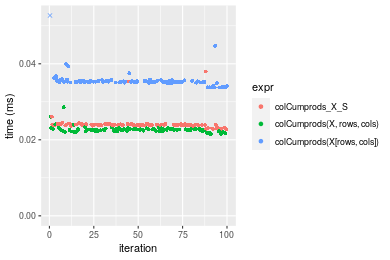 0.04
0.02
0.00
time (ms)
0
25
50
75
100
iteration
expr
colCumprods_X_S
colCumprods(X, rows, cols)
colCumprods(X[rows, cols])